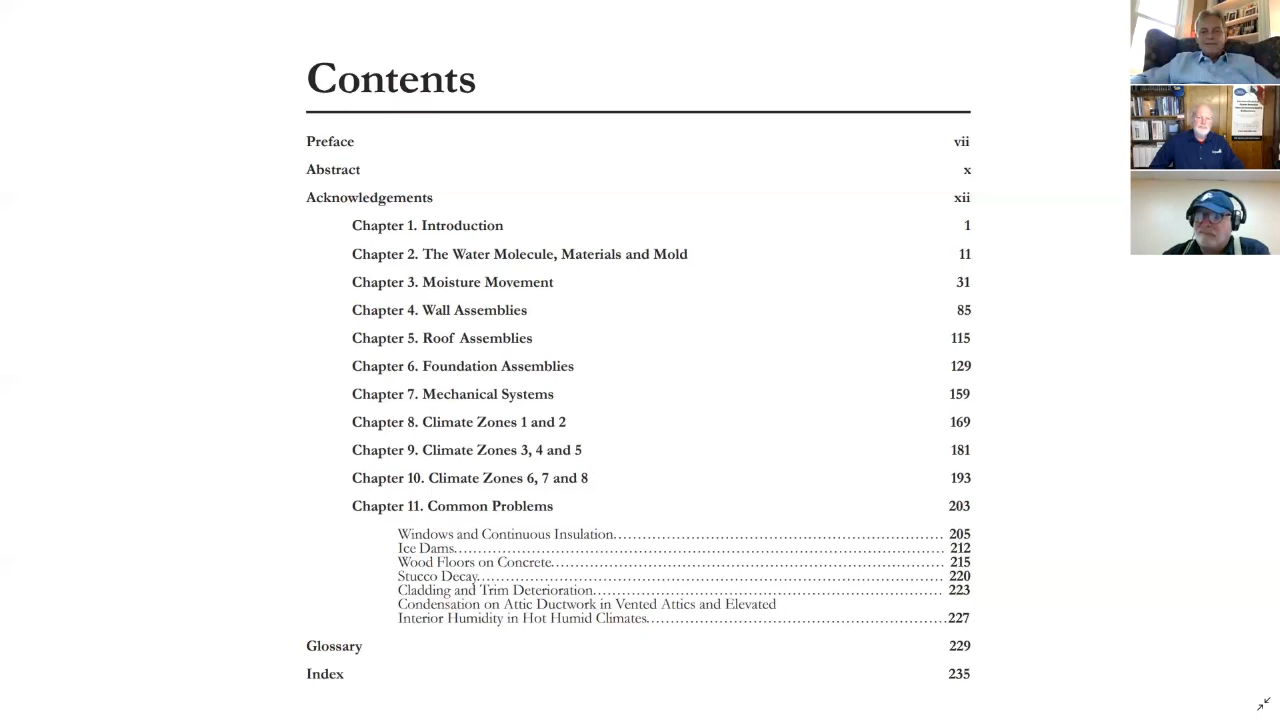 Contents
Preface vii
Abstract x
Acknowledgements xii
Chapter 1. Introduction 1
Chapter 2. The Water Molecule, Materials and Mold 11
Chapter 3. Moisture Movement 31
Chapter 4. Wall Assemblies 85
Chapter 5. Roof Assemblies 115
Chapter 6. Foundation Assemblies 129
Chapter 7. Mechanical Systems 159
Chapter 8. Climate Zones 1 and 2 169
Chapter 9. Climate Zones 3, 4 and 5 181
Chapter 10. Climate Zones 6, 7 and 8 193
Chapter 11. Common Problems 203
Windows and Continuous Insulation 205
Ice Dams 212
Wood Floors on Concrete 215
Stucco Decay 220
Cladding and Trim Deterioration 223
Condensation on Attic Ductwork in Vented Attics and Elevated
Interior Humidity in Hot Humid Climates 227
Glossary 229
Index 235